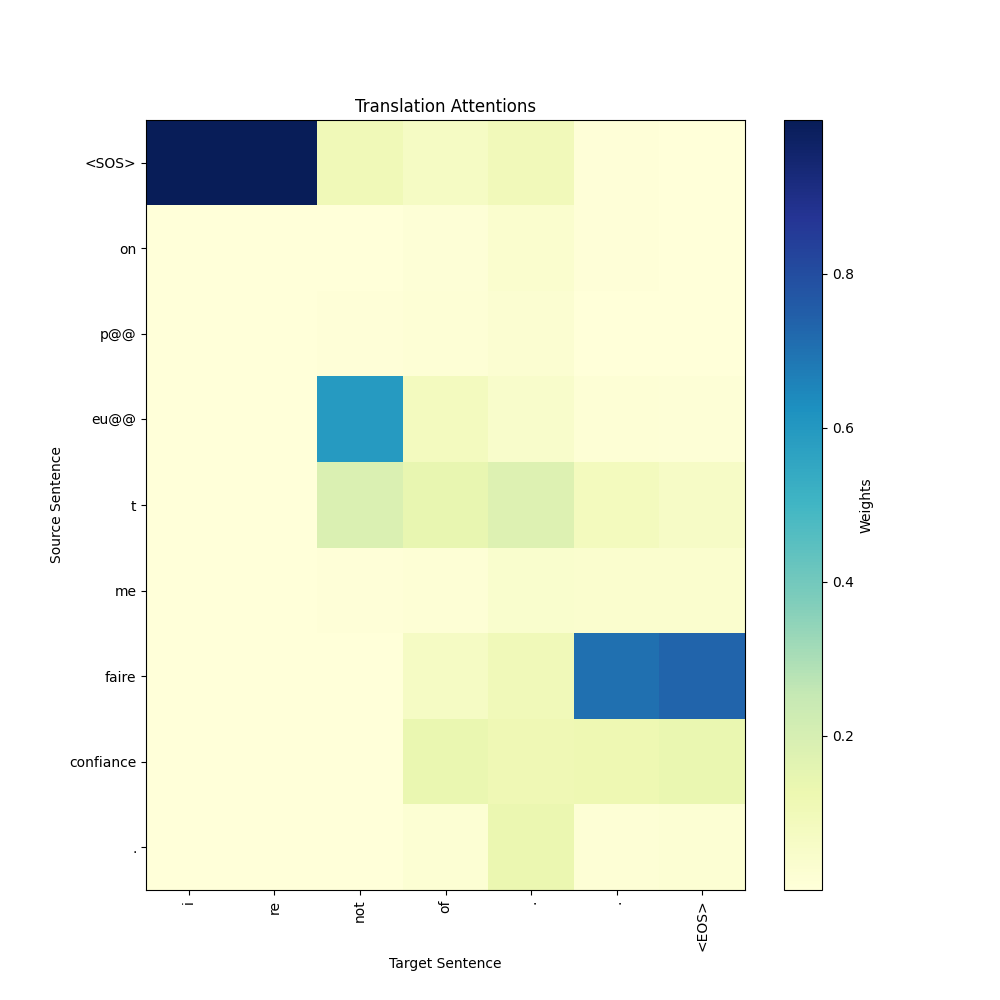 Translation Attentions
<SOS>
on
p@@
eu@@
t
me
faire
confiance
.
Source Sentence
i
re
not
of
.
.
<EOS>
Target Sentence
0.8
0.6
0.4
0.2
Weights